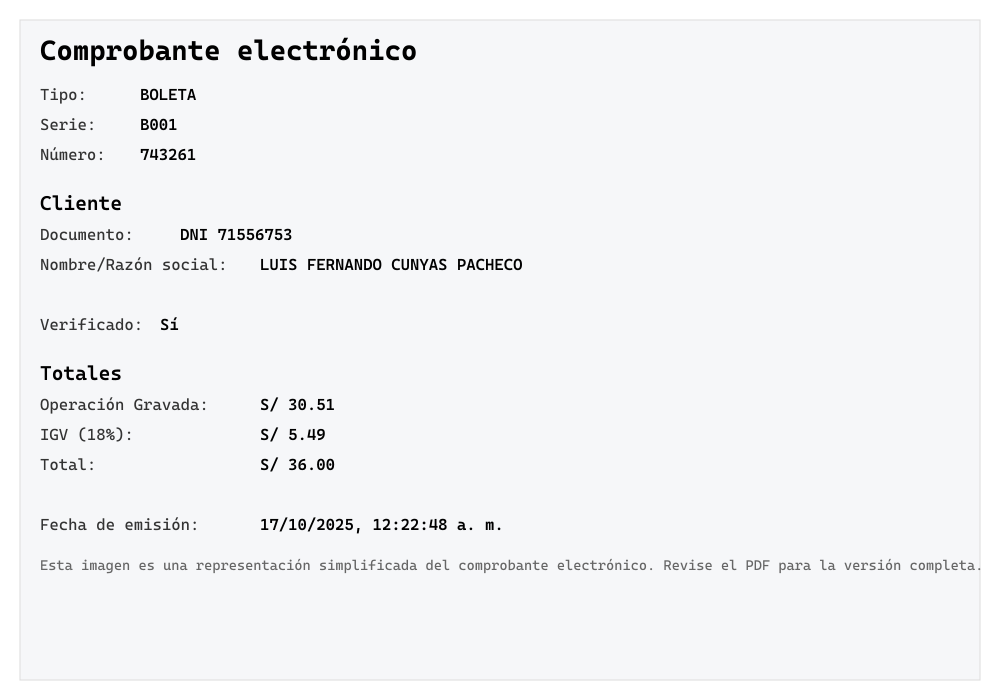 Comprobante electrónico
Tipo: BOLETA
Serie: B001
Número: 743261
Cliente
Documento: DNI 71556753
Nombre/Razón social: LUIS FERNANDO CUNYAS PACHECO
Verificado: Sí
Totales
Operación Gravada: S/ 30.51
IGV (18%): S/ 5.49
Total: S/ 36.00
Fecha de emisión: 17/10/2025, 12:22:48 a. m.
Esta imagen es una representación simplificada del comprobante electrónico. Revise el PDF para la versión completa.